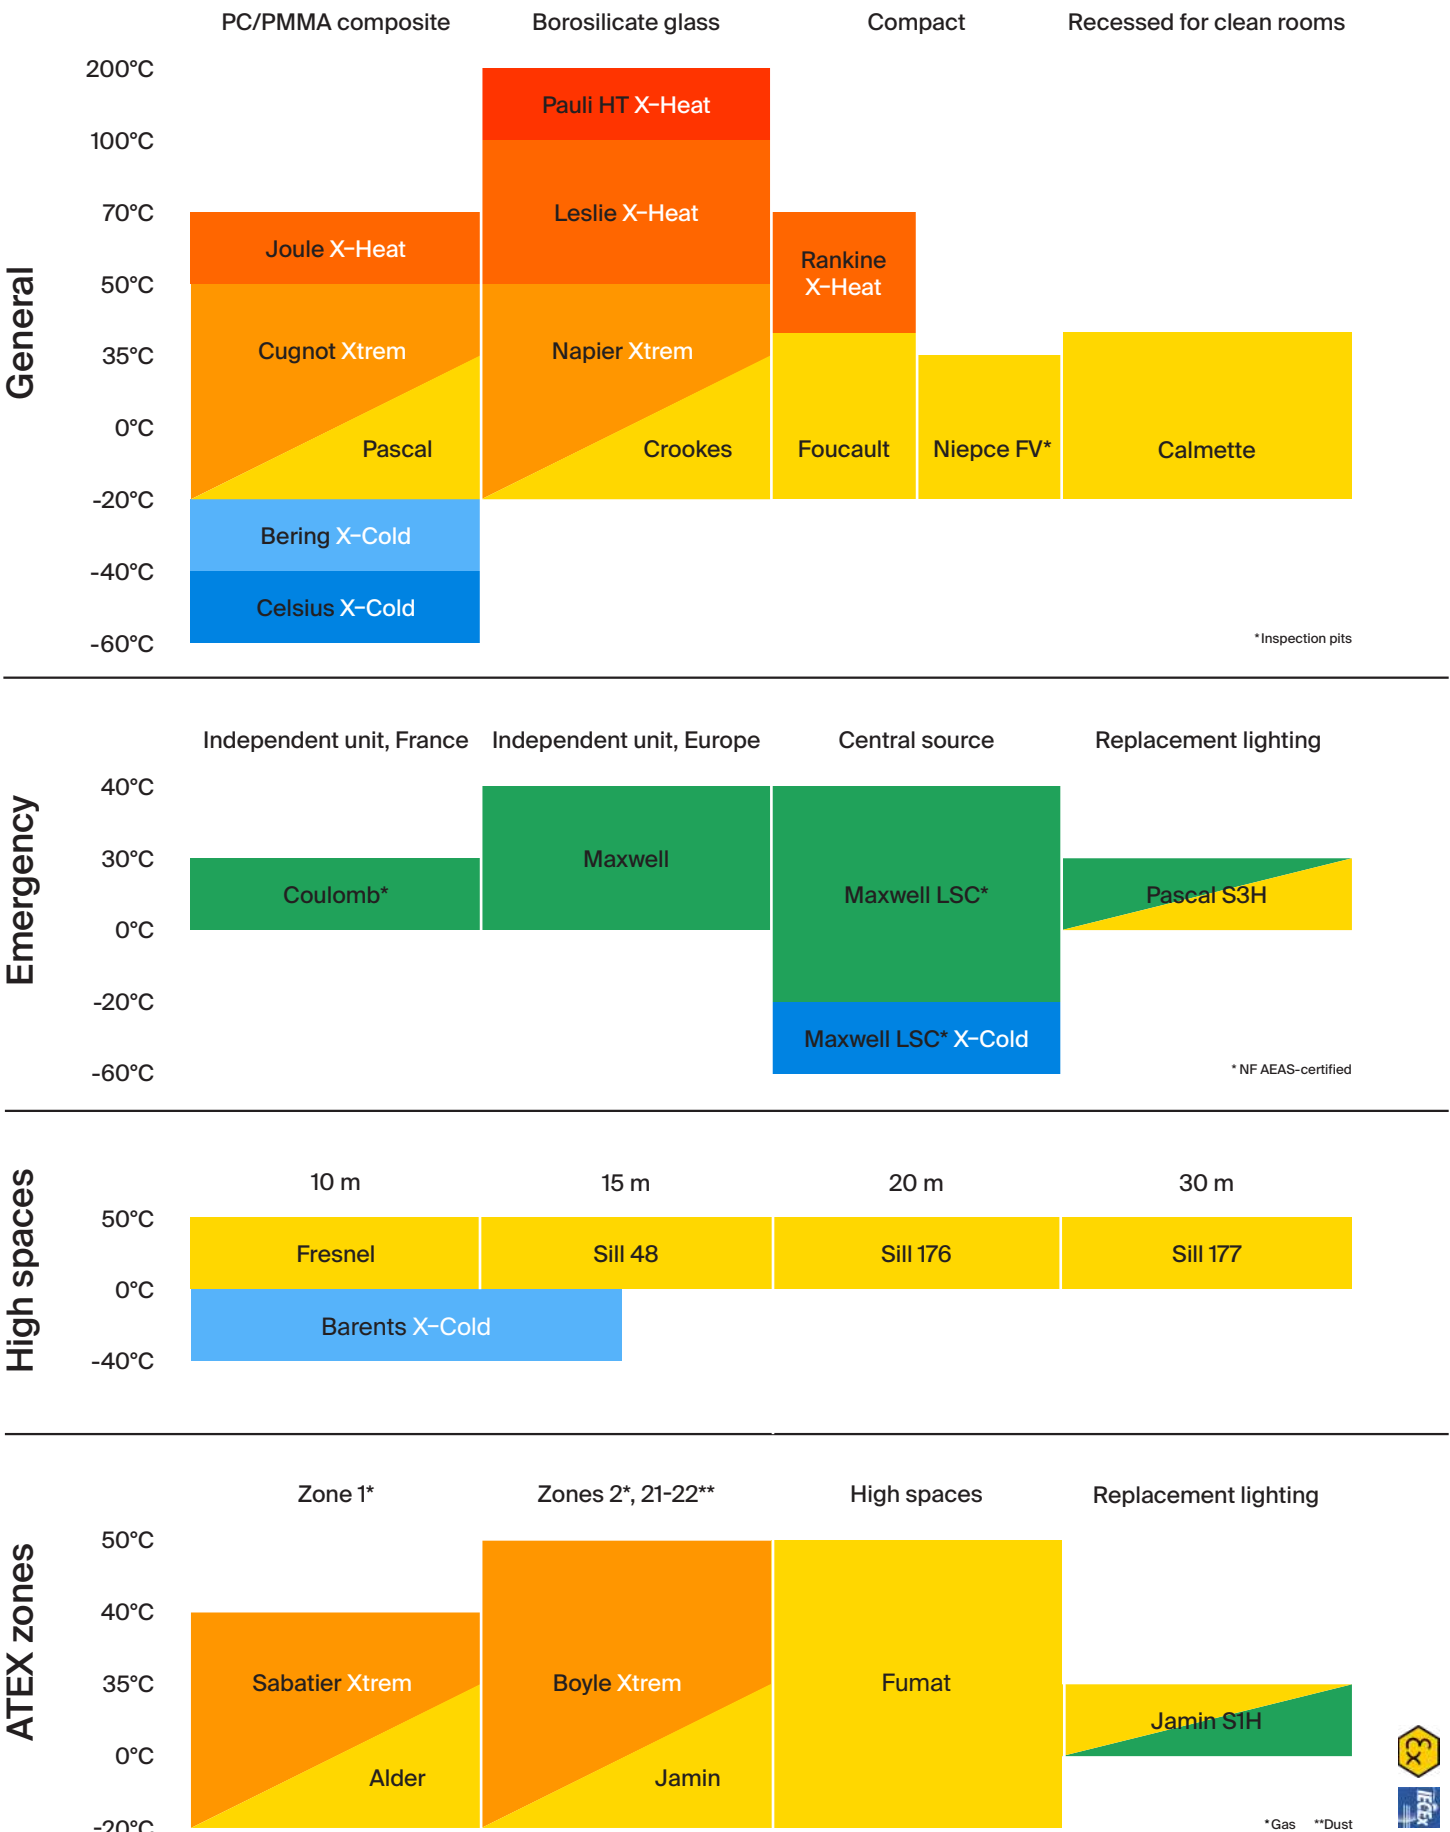 PC/PMMA composite
Borosilicate glass
Compact
Recessed for clean rooms
General
200°C
100°C
70°C
50°C
35°C
0°C
-20°C
-40°C
-60°C
Pauli HT X-Heat
Leslie X-Heat
Joule X-Heat
Rankine
X-Heat
Cugnot Xtrem
Napier Xtrem
Pascal
Crookes
Foucault
Niepce FV*
Calmette
Bering X-Cold
Celsius X-Cold
*Inspection pits
Emergency
Independent unit, France
Independent unit, Europe
Central source
Replacement lighting
40°C
30°C
0°C
-20°C
-60°C
Coulomb*
Maxwell
Maxwell LSC*
Pascal S3H
Maxwell LSC* X-Cold
* NF AEAS-certified
High spaces
10 m
15 m
20 m
30 m
50°C
0°C
-40°C
Fresnel
Sill 48
Sill 176
Sill 177
Barents X-Cold
ATEX zones
Zone 1*
Zones 2*, 21-22**
High spaces
Replacement lighting
50°C
40°C
35°C
0°C
-20°C
Sabatier Xtrem
Boyle Xtrem
Fumat
Jamin S1H
Alder
Jamin
*Gas **Dust
εx
IECEx